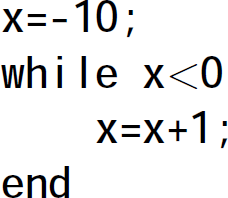 x=-10;
while x<0
    x=x+1;
end